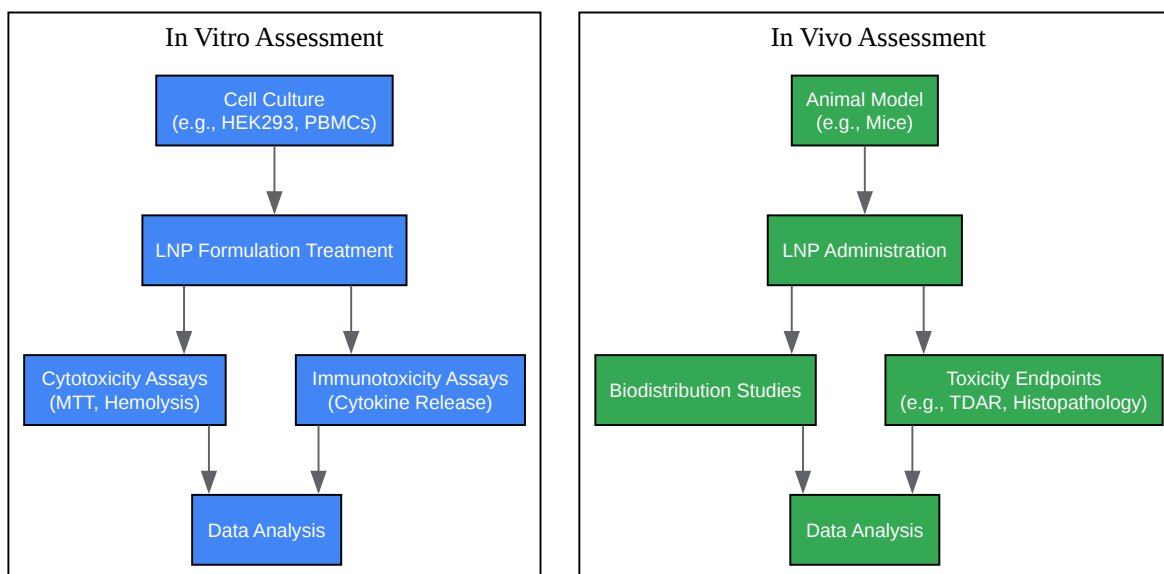 In Vitro Assessment
Cell Culture
(e.g., HEK293, PBMCs)
LNP Formulation Treatment
Cytotoxicity Assays
(MTT, Hemolysis)
Immunotoxicity Assays
(Cytokine Release)
Data Analysis
In Vivo Assessment
Animal Model
(e.g., Mice)
LNP Administration
Biodistribution Studies
Toxicity Endpoints
(e.g., TDAR, Histopathology)
Data Analysis